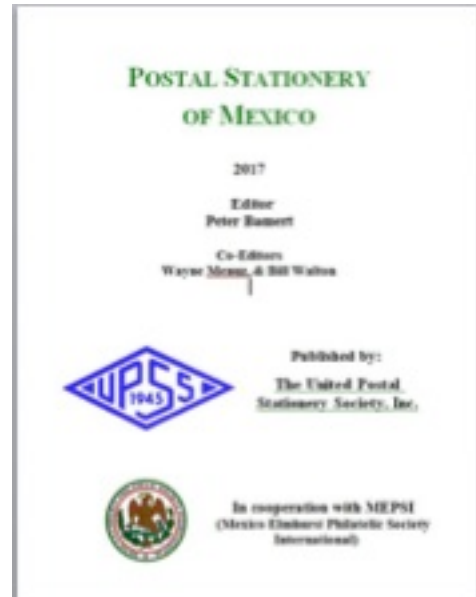 POSTAL STATIONERY
OF MEXICO
2017
Editor
Peter Bamert
Co-Editors
Wayne Menuz, & Bill Walton
UPSS
1945
Published by:
The United Postal
Stationery Society, Inc.
In cooperation with MEPSI
(Mexico Elmhurst Philatelic Society
International)